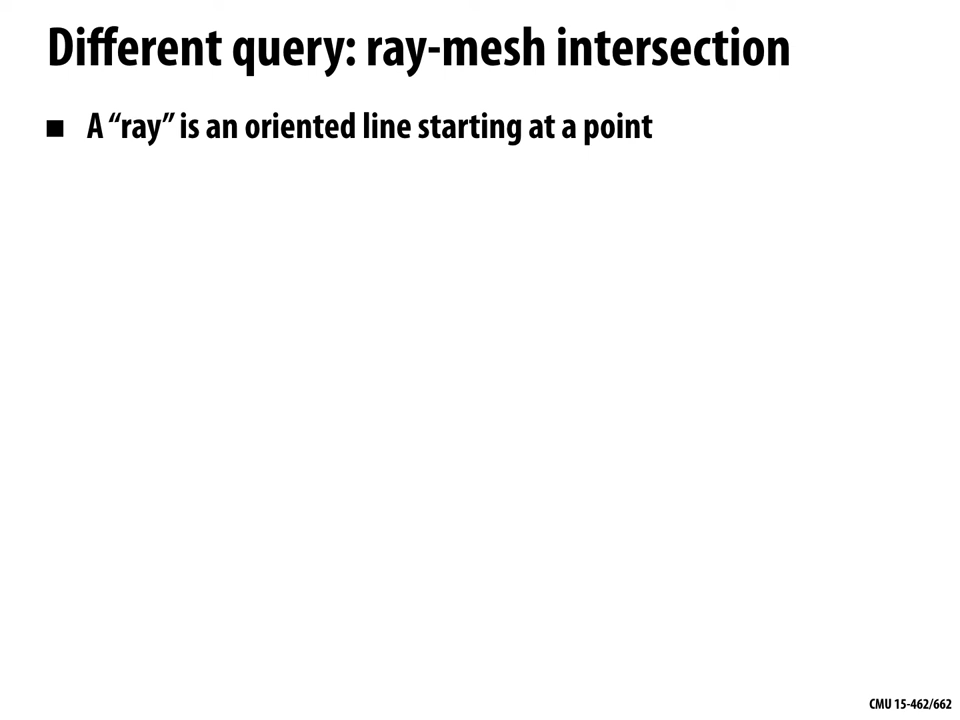 Different query: ray-mesh intersection
■ A “ray” is an oriented line starting at a point
CMU 15-462/662